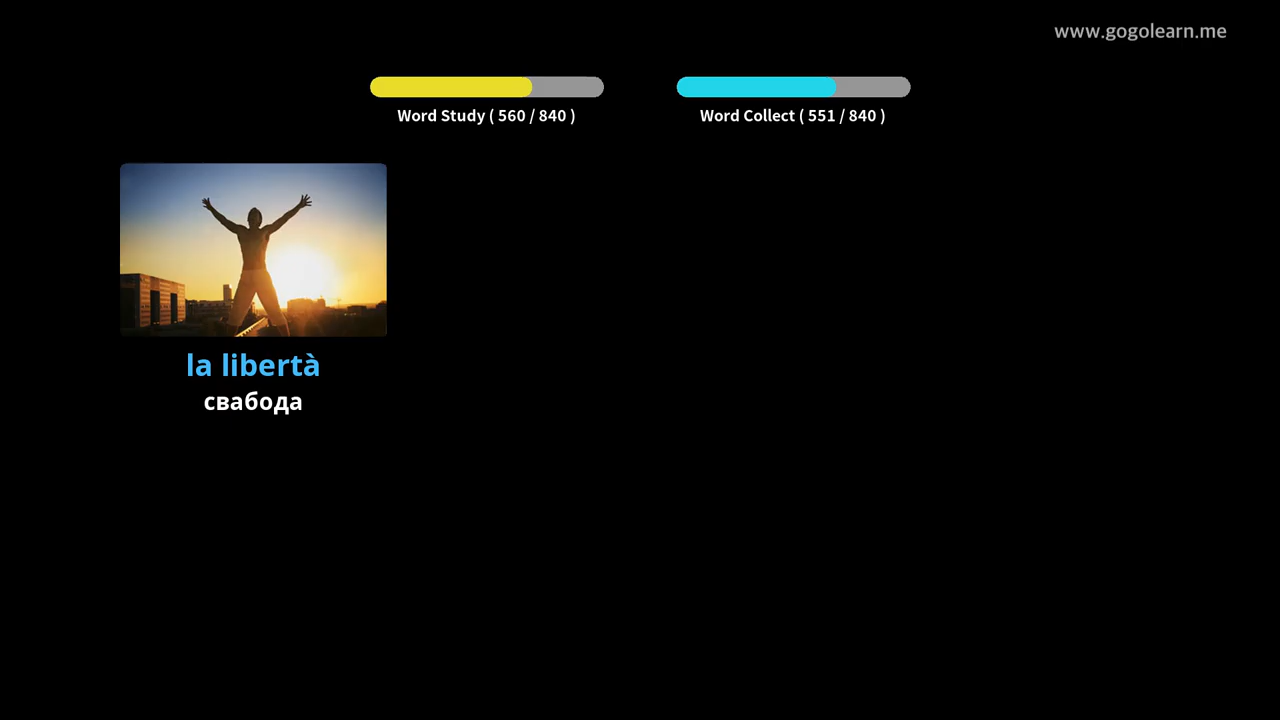 www.gogolearn.me
Word Study ( 560 / 840 )
Word Collect ( 551 / 840 )
la libertà
свабода